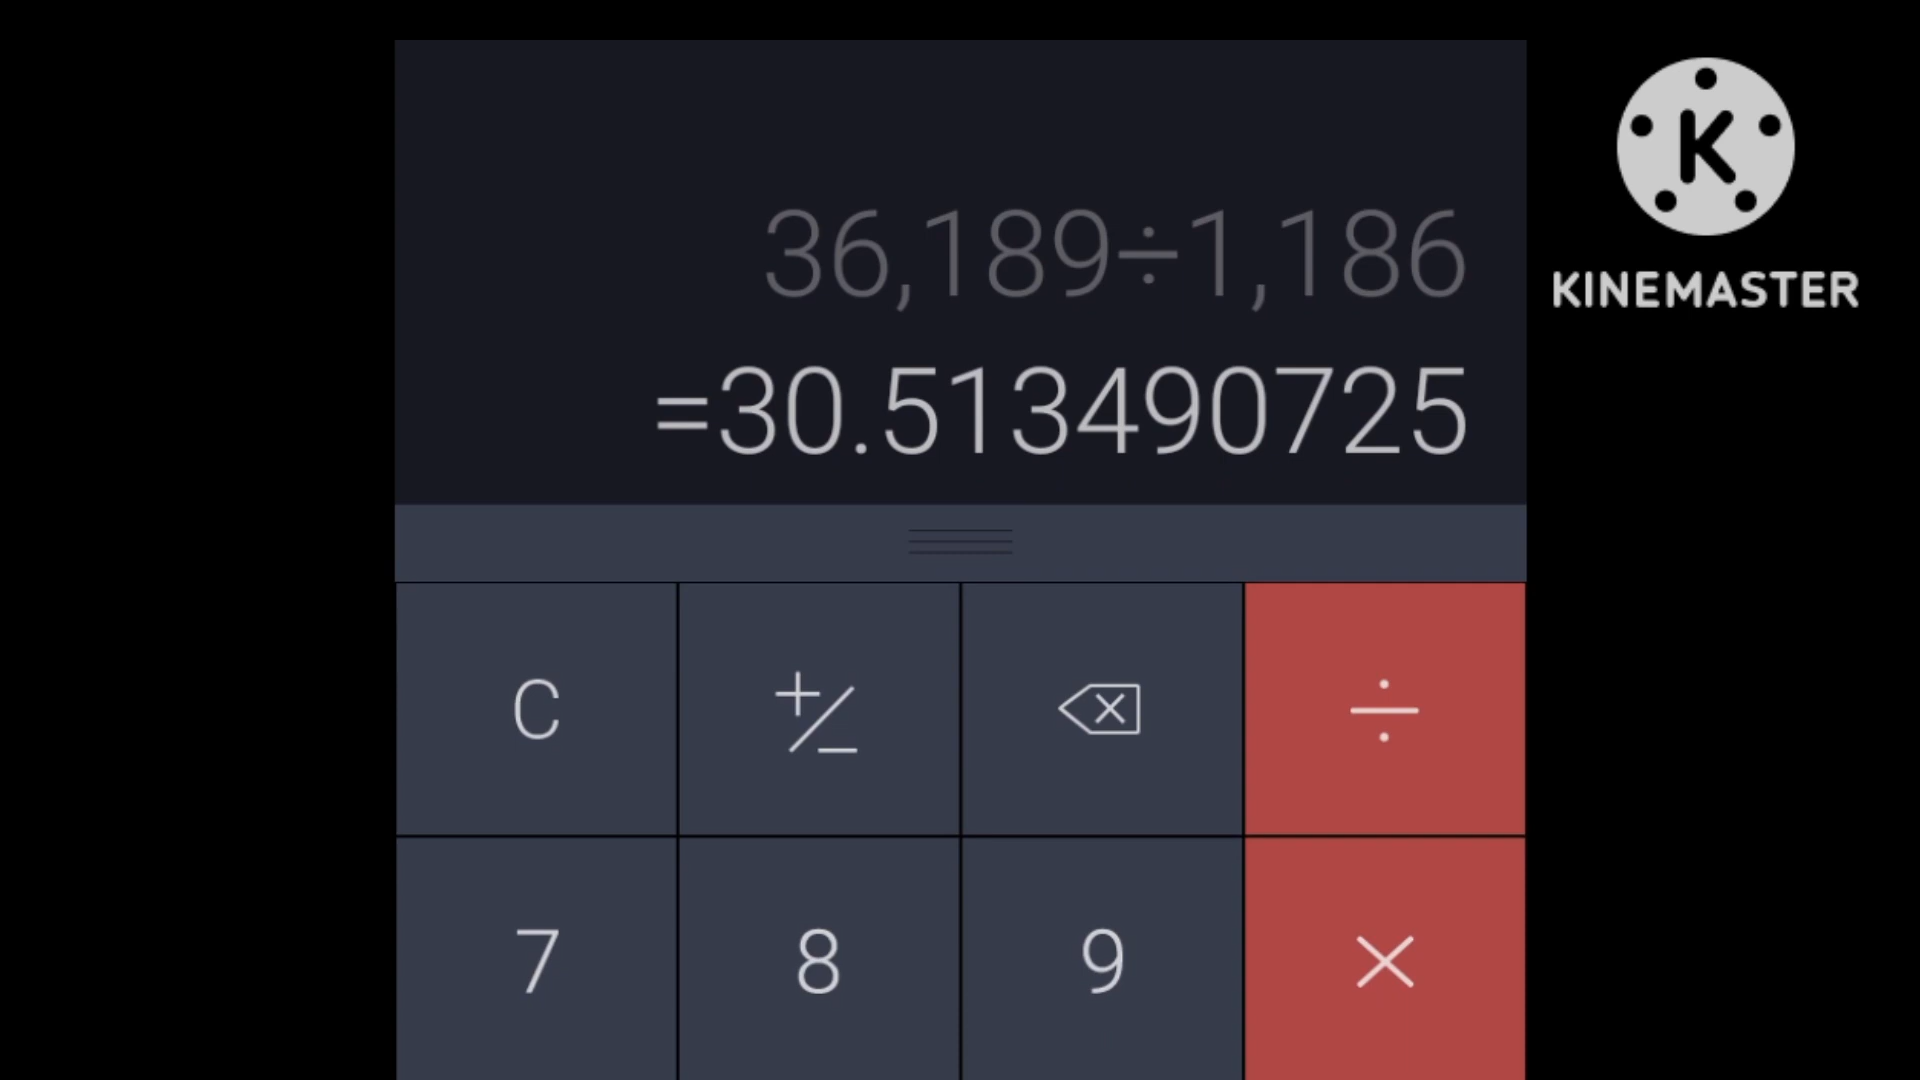 36,189÷1,186
=30.513490725
K
KINEMASTER
C +/− ÷
7 8 9 ×